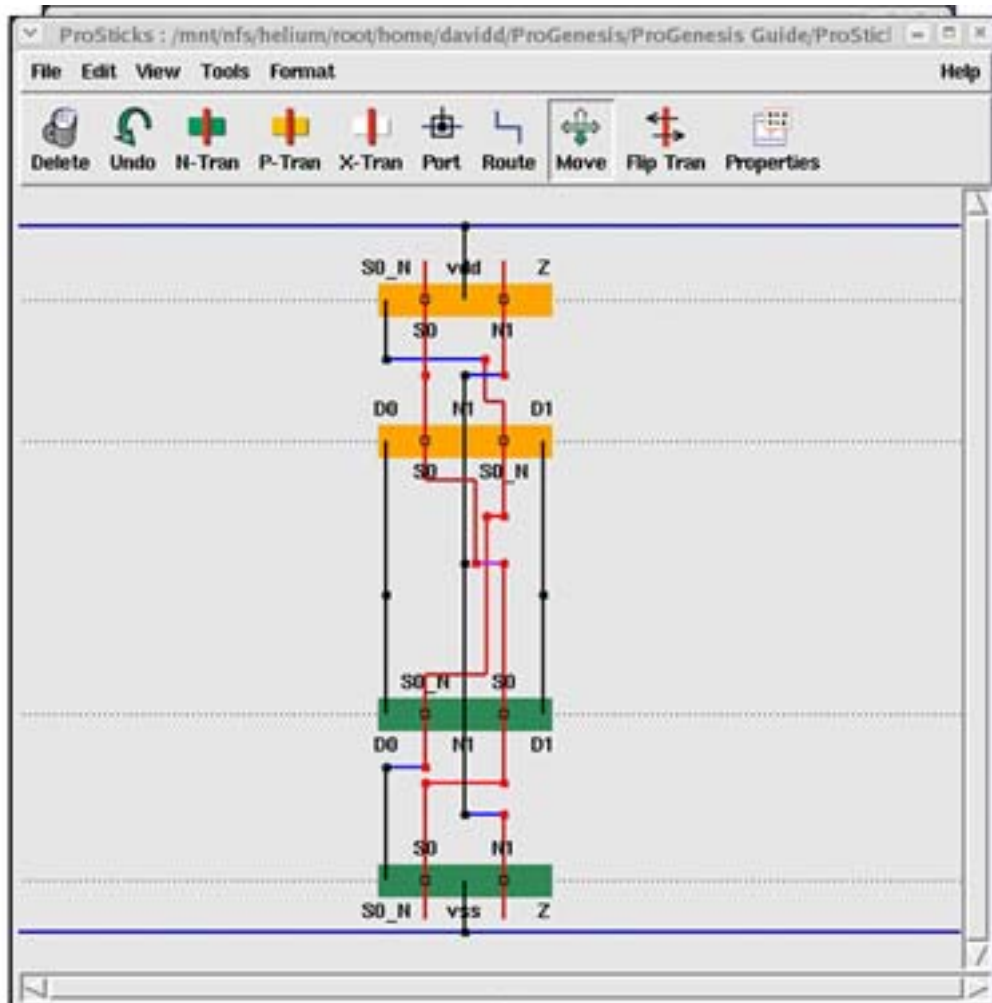 ProSticks : /mnt/nfs/helium/root/home/davidd/ProGenesis/ProGenesis Guide/ProStic
File Edit View Tools Format Help
Delete Undo N-Tran P-Tran X-Tran Port Route Move Flip Tran Properties
S0_N vdd Z
S0 N1
D0 N1 D1
S0 S0_N
S0_N S0
D0 N1 D1
S0 N1
S0_N vss Z